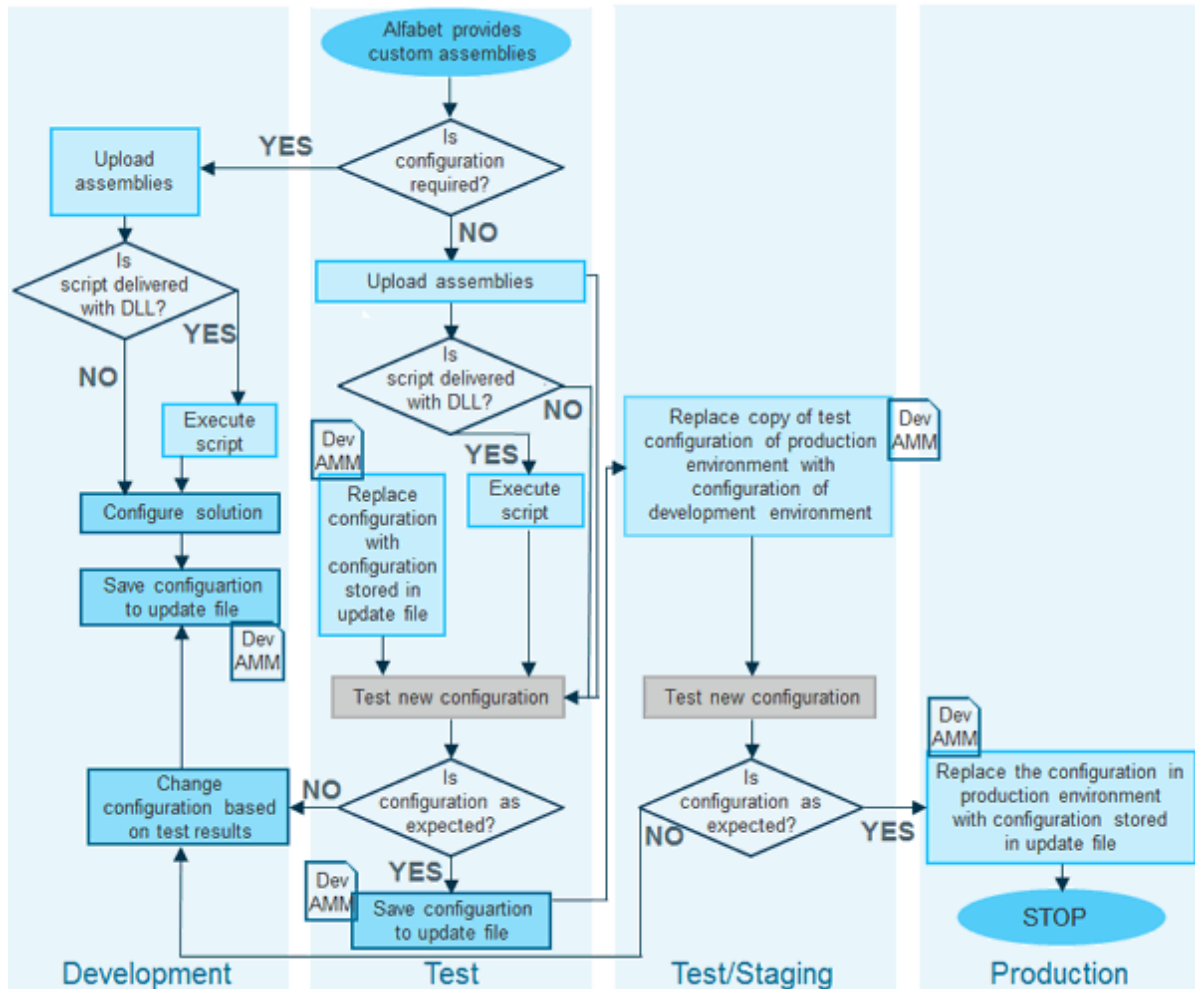 Alfabet provides
custom assemblies
Is
configuration
required?
YES
NO
Upload
assemblies
Is
script delivered
with DLL?
YES
NO
Execute
script
Configure solution
Save configuartion
to update file
Dev
AMM
Change
configuration based
on test results
Upload assemblies
Is
script delivered
with DLL?
NO
YES
Execute
script
Dev
AMM
Replace
configuration
with
configuration
stored in
update file
Test new configuration
Is
configuration as
expected?
NO
YES
Dev
AMM
Save configuartion
to update file
Replace copy of test
configuration of production
environment with
configuration of
development environment
Dev
AMM
Test new configuration
Is
configuration as
expected?
NO
YES
Dev
AMM
Replace the configuration in
production environment
with configuration stored
in update file
STOP
Development
Test
Test/Staging
Production